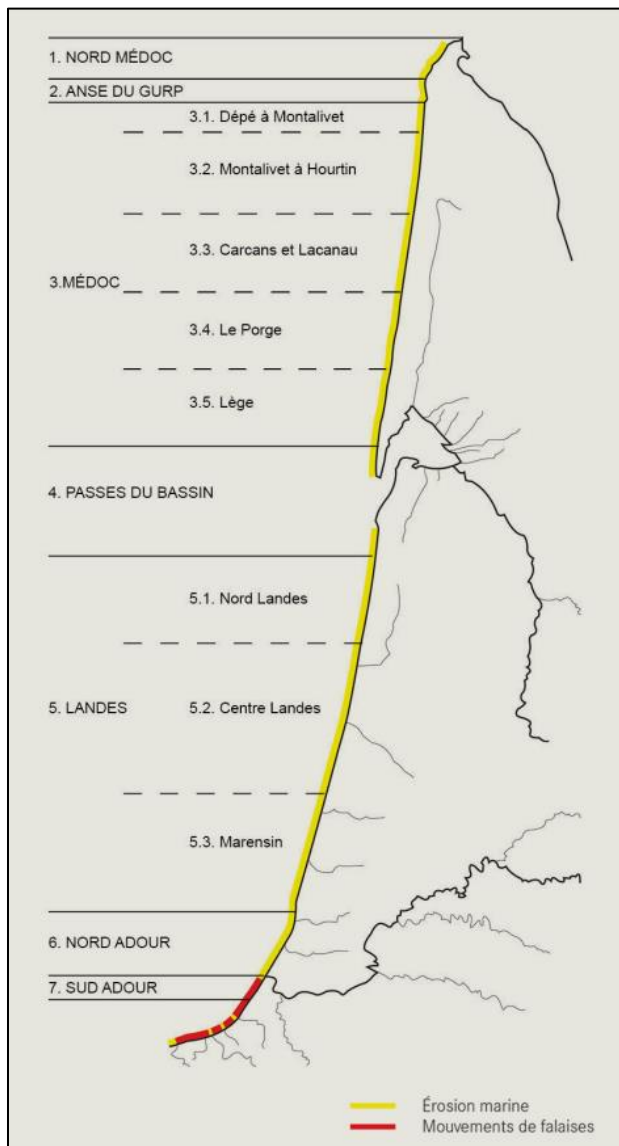 1. NORD MÉDOC
2. ANSE DU GURP
3.1. Dépé à Montalivet
3.2. Montalivet à Hourtin
3.3. Carcans et Lacanau
3.MÉDOC
3.4. Le Porge
3.5. Lège
4. PASSES DU BASSIN
5.1. Nord Landes
5. LANDES
5.2. Centre Landes
5.3. Marensin
6. NORD ADOUR
7. SUD ADOUR
Érosion marine
Mouvements de falaises